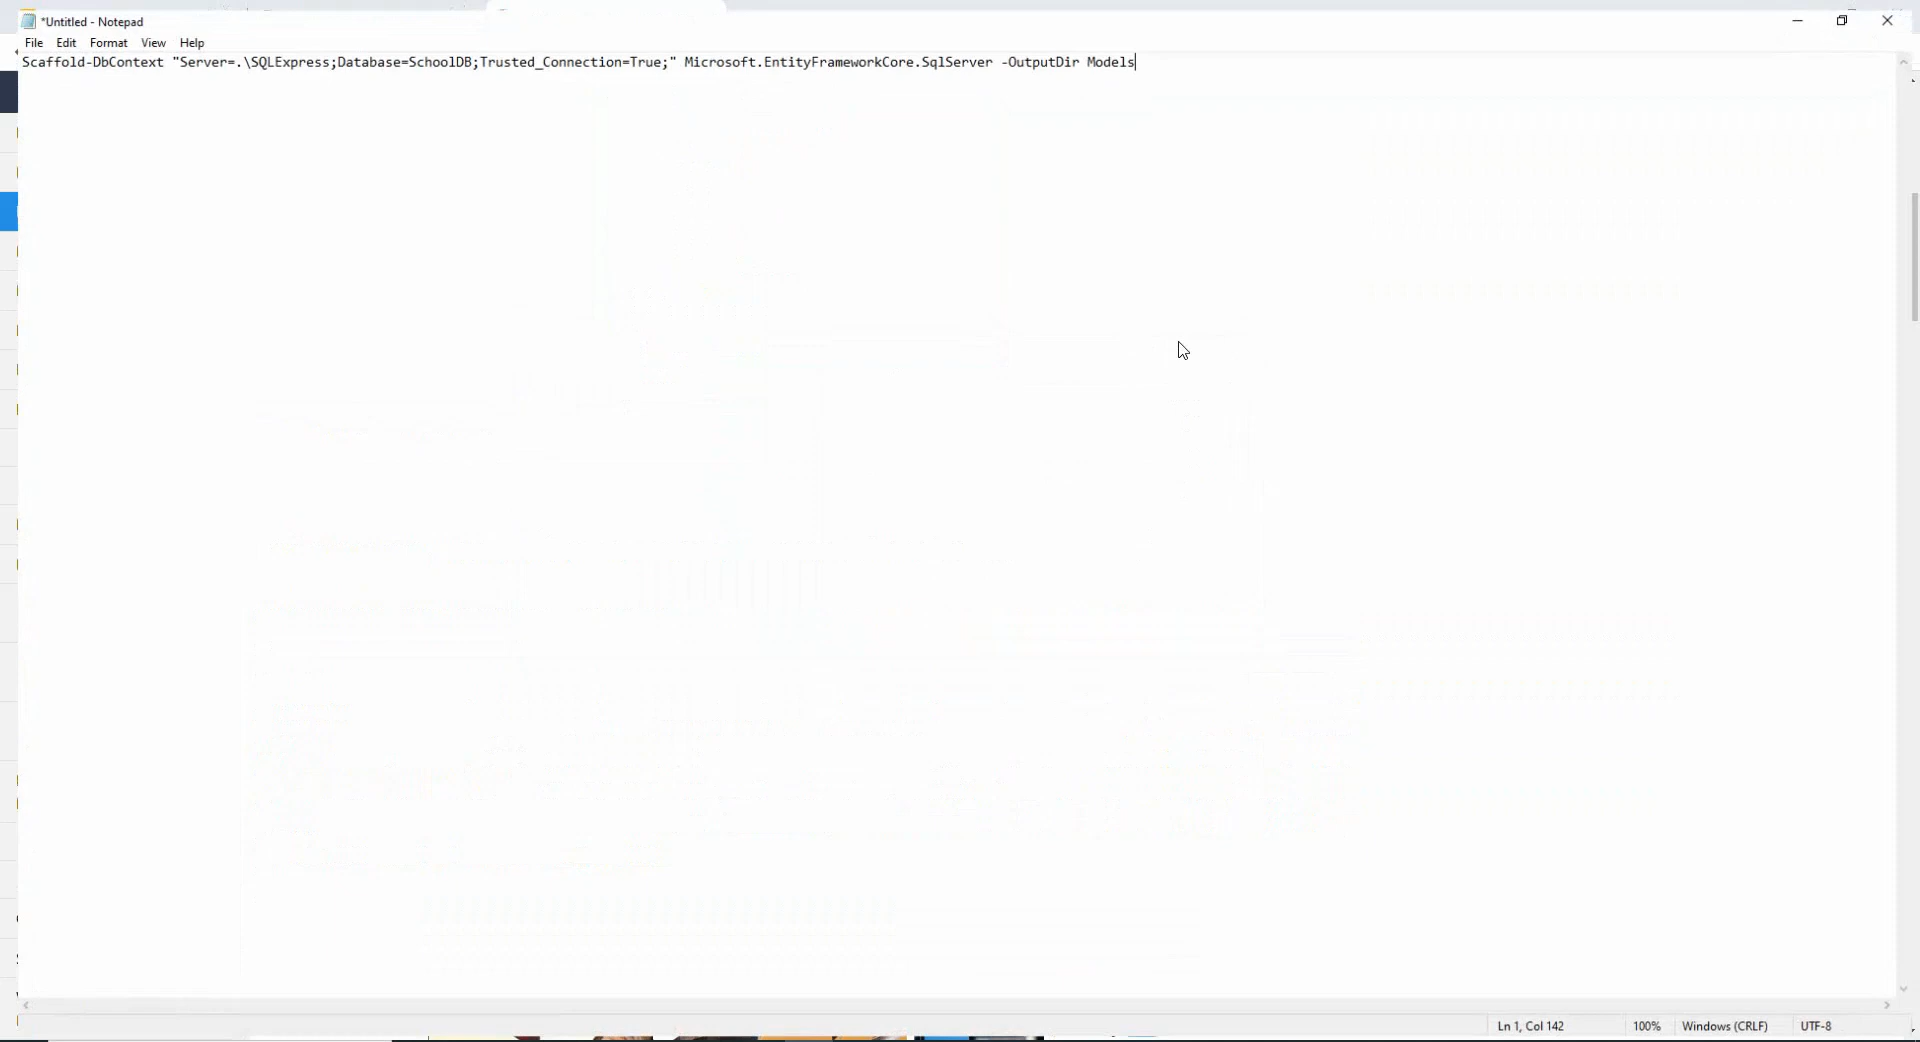 *Untitled - Notepad
File Edit Format View Help
Scaffold-DbContext "Server=.\SQLExpress;Database=SchoolDB;Trusted_Connection=True;" Microsoft.EntityFrameworkCore.SqlServer -OutputDir Models
Ln 1, Col 142 100% Windows (CRLF) UTF-8